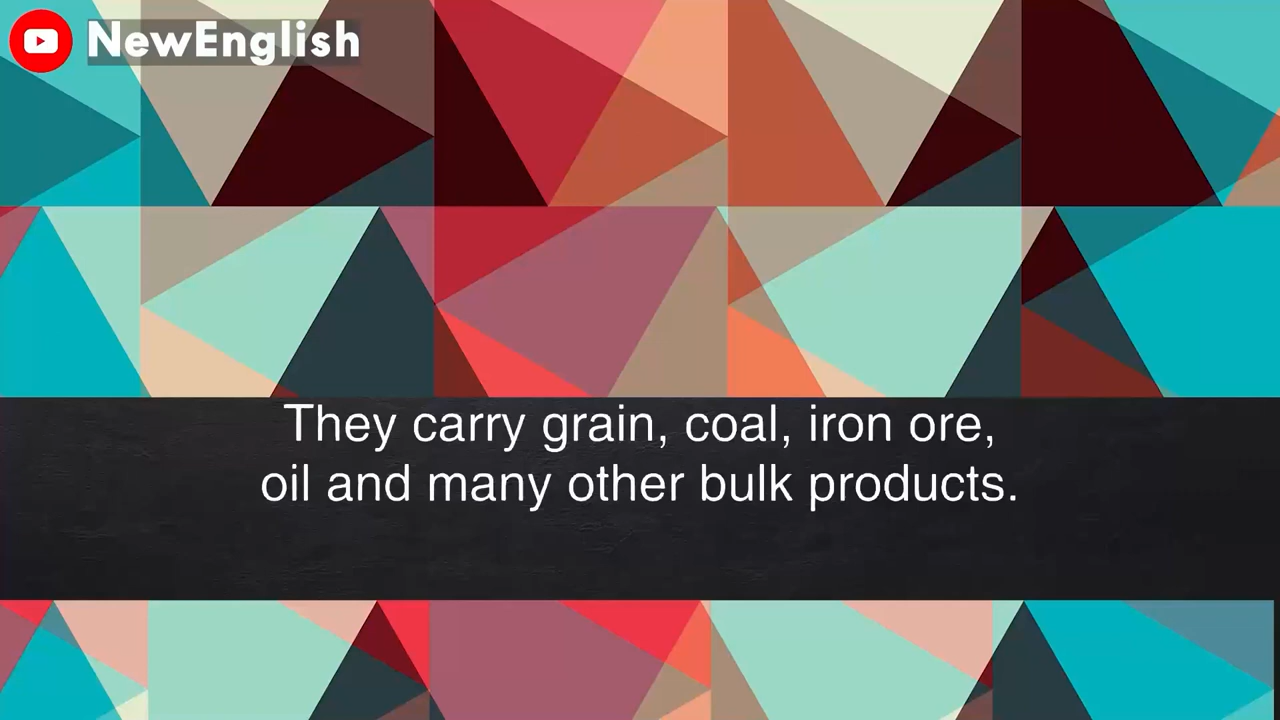 NewEnglish
They carry grain, coal, iron ore,
oil and many other bulk products.